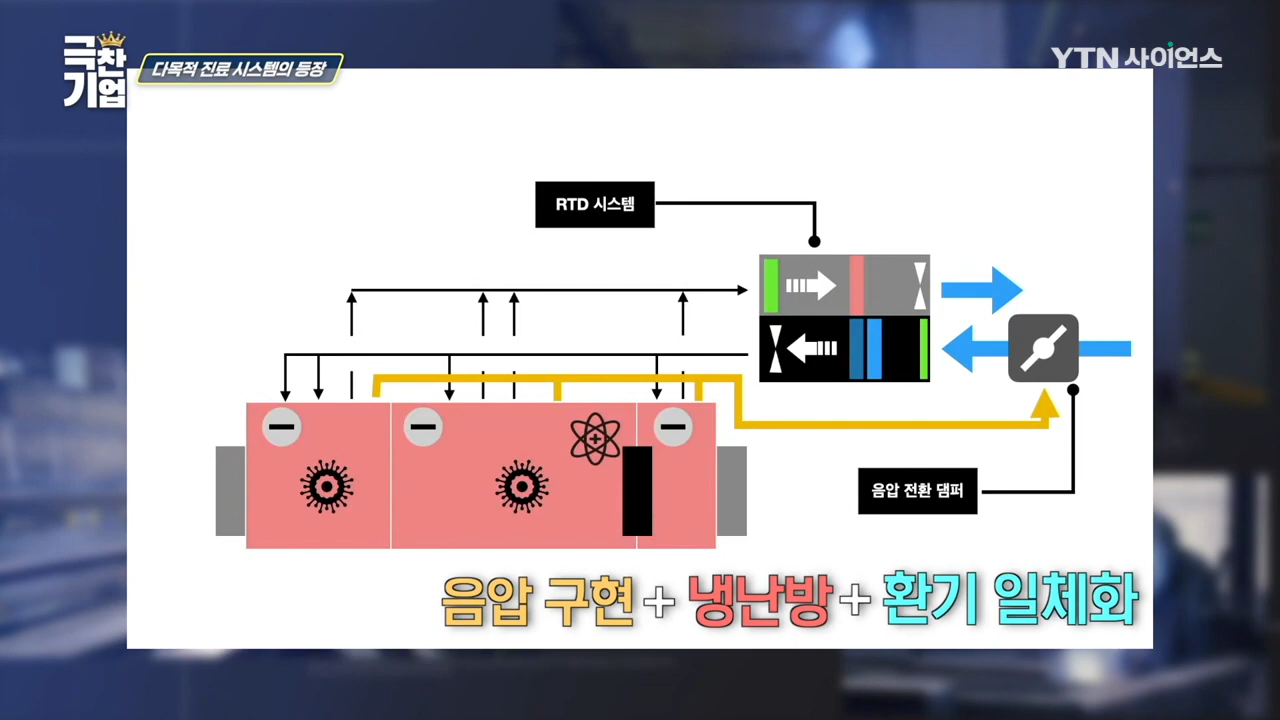 극찬
기업
다목적 진료 시스템의 등장
YTN 사이언스
RTD 시스템
음압 전환 댐퍼
음압 구현 + 냉난방 + 환기 일체화